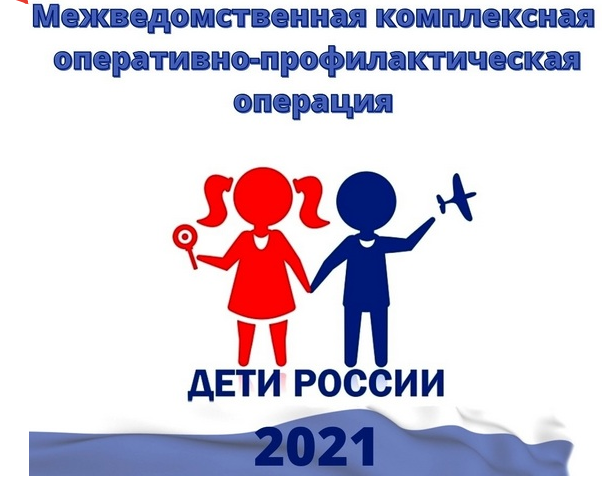 Межведомственная комплексная
оперативно-профилактическая
операция
ДЕТИ РОССИИ
2021